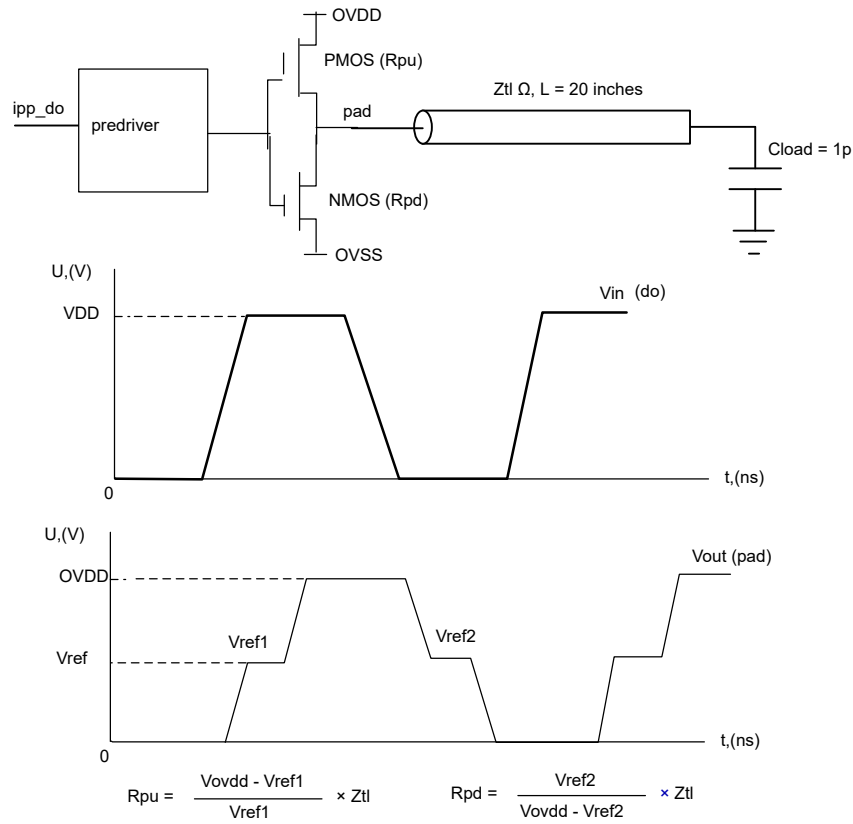 OVDD
PMOS (Rpu)
Ztl Ω, L = 20 inches
ipp_do
predriver
pad
Cload = 1p
NMOS (Rpd)
OVSS
U,(V)
VDD
Vin (do)
t,(ns)
0
U,(V)
OVDD
Vout (pad)
Vref1
Vref2
Vref
t,(ns)
0
Rpu = Vovdd - Vref1 / Vref1 × Ztl
Rpd = Vref2 / Vovdd - Vref2 × Ztl